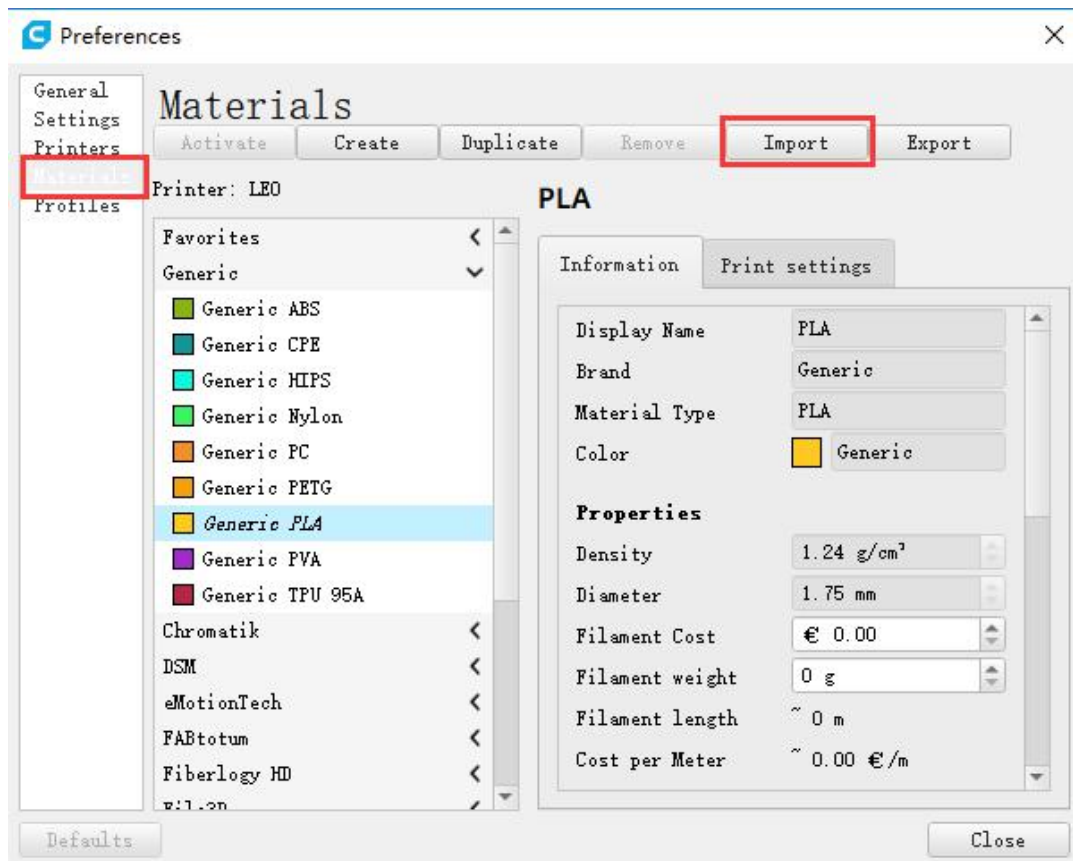 Preferences
General
Settings
Printers
Materials
Profiles
Materials
Activate Create Duplicate Remove Import Export
Printer: LEO
Favorites
Generic
Generic ABS
Generic CPE
Generic HIPS
Generic Nylon
Generic PC
Generic PETG
Generic PLA
Generic PVA
Generic TPU 95A
Chromatik
DSM
eMotionTech
FABtotum
Fiberlogy HD
Fil-3D
PLA
Information Print settings
Display Name PLA
Brand Generic
Material Type PLA
Color Generic
Properties
Density 1.24 g/cm³
Diameter 1.75 mm
Filament Cost € 0.00
Filament weight 0 g
Filament length ~ 0 m
Cost per Meter ~ 0.00 €/m
Defaults Close